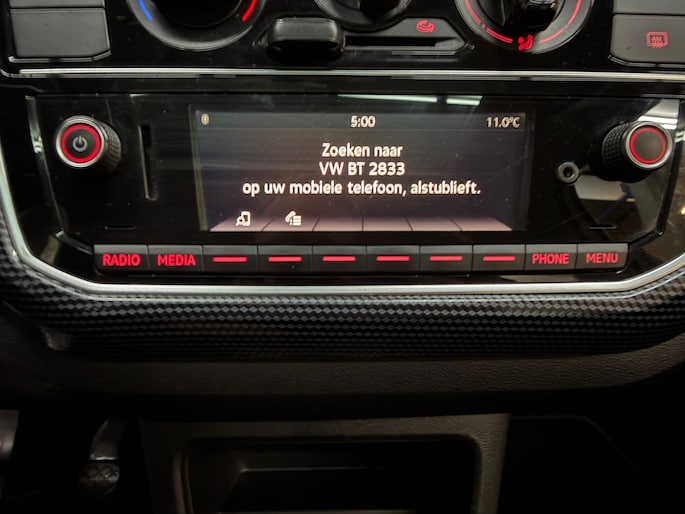 5:00
11.0°C
Zoeken naar
VW BT 2833
op uw mobiele telefoon, alstublieft.
RADIO
MEDIA
PHONE
MENU